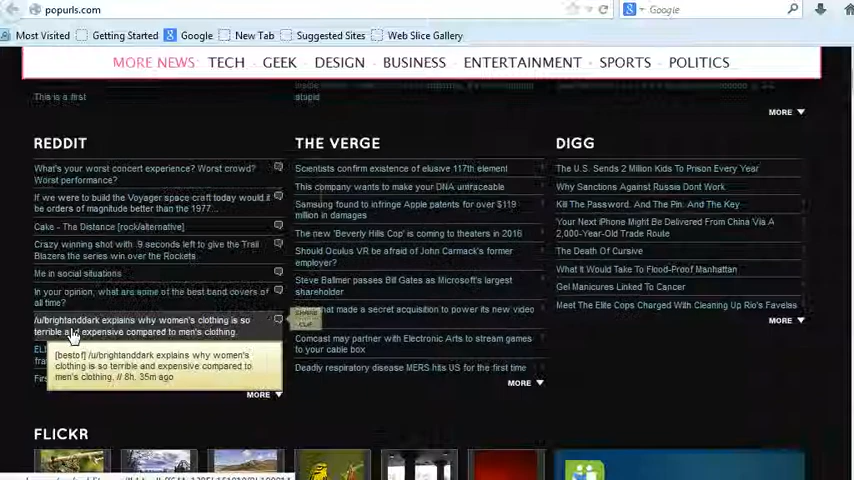 popurls.com
Google
Most Visited
Getting Started
Google
New Tab
Suggested Sites
Web Slice Gallery
MORE NEWS: TECH - GEEK - DESIGN - BUSINESS - ENTERTAINMENT - SPORTS - POLITICS
This is a first
stupid
MORE
REDDIT
What's your worst concert experience? Worst crowd?
Worst performance?
If we were to build the Voyager space craft today would it
be orders of magnitude better than the 1977...
Cake - The Distance [rock/alternative]
Crazy winning shot with .9 seconds left to give the Trail
Blazers the series win over the Rockets
Me in social situations
In your opinion, what are some of the best band covers of
all time?
/u/brightanddark explains why women's clothing is so
terrible and expensive compared to men's clothing.
[bestof] /u/brightanddark explains why women's
clothing is so terrible and expensive compared to
men's clothing. // 8h. 35m ago
MORE
THE VERGE
Scientists confirm existence of elusive 117th element
This company wants to make your DNA untraceable
Samsung found to infringe Apple patents for over $119
million in damages
The new 'Beverly Hills Cop' is coming to theaters in 2016
Should Oculus VR be afraid of John Carmack's former
employer?
Steve Ballmer passes Bill Gates as Microsoft's largest
shareholder
that made a secret acquisition to power its new video
Comcast may partner with Electronic Arts to stream games
to your cable box
Deadly respiratory disease MERS hits US for the first time
MORE
DIGG
The U.S. Sends 2 Million Kids To Prison Every Year
Why Sanctions Against Russia Dont Work
Kill The Password. And The Pin. And The Key
Your Next iPhone Might Be Delivered From China Via A
2,000-Year-Old Trade Route
The Death Of Cursive
What It Would Take To Flood-Proof Manhattan
Gel Manicures Linked To Cancer
Meet The Elite Cops Charged With Cleaning Up Rio's Favelas
MORE
FLICKR